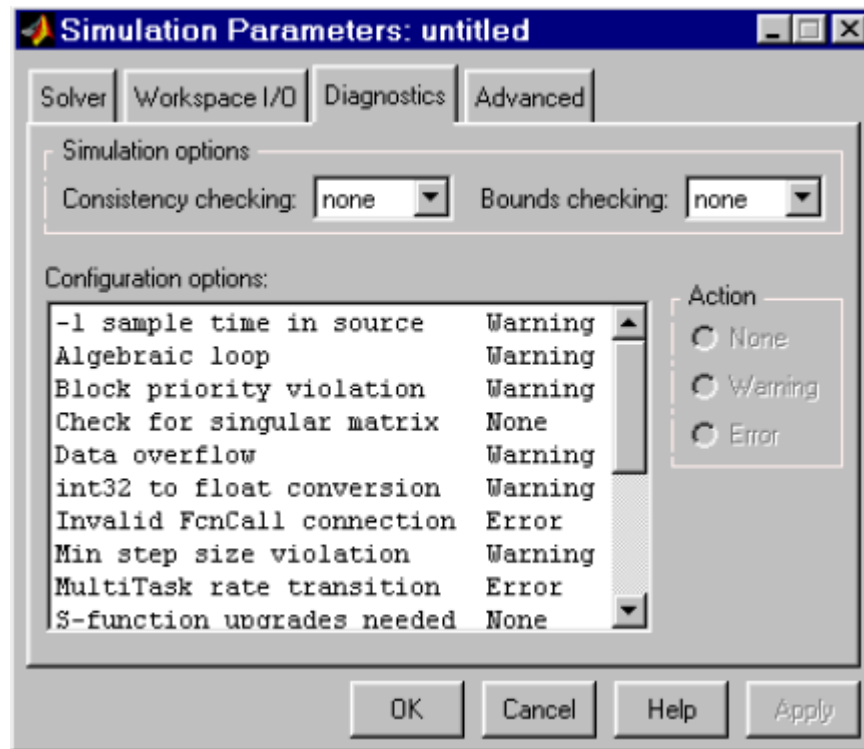 Simulation Parameters: untitled
Solver Workspace I/O Diagnostics Advanced
Simulation options
Consistency checking: none Bounds checking: none
Configuration options:
-1 sample time in source Warning
Algebraic loop Warning
Block priority violation Warning
Check for singular matrix None
Data overflow Warning
int32 to float conversion Warning
Invalid FcnCall connection Error
Min step size violation Warning
MultiTask rate transition Error
S-function upgrades needed None
Action
None
Warning
Error
OK Cancel Help Apply